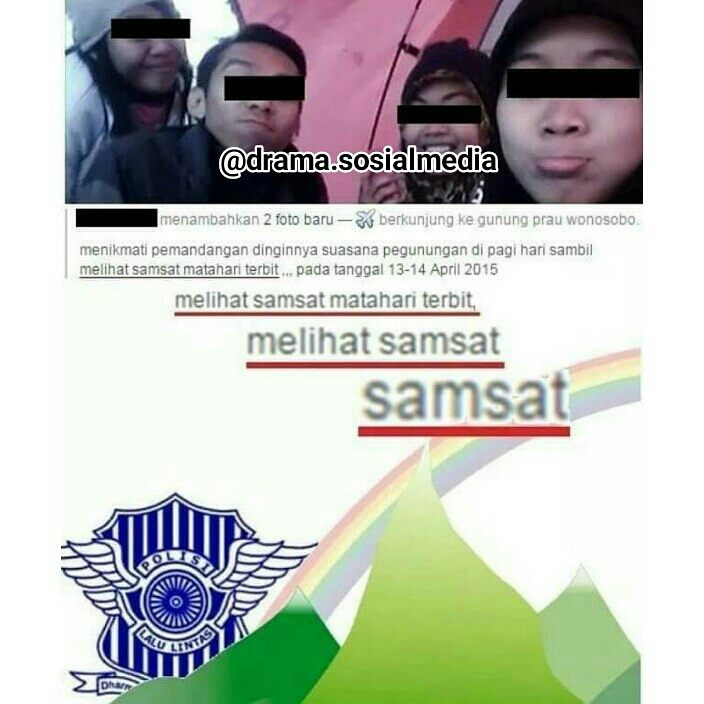 @drama.sosialmedia
menambahkan 2 foto baru — berkunjung ke gunung prau wonosobo.
menikmati pemandangan dinginnya suasana pegunungan di pagi hari sambil
melihat samsat matahari terbit ,,, pada tanggal 13-14 April 2015
melihat samsat matahari terbit,
melihat samsat
samsat
POLISI
LALU LINTAS